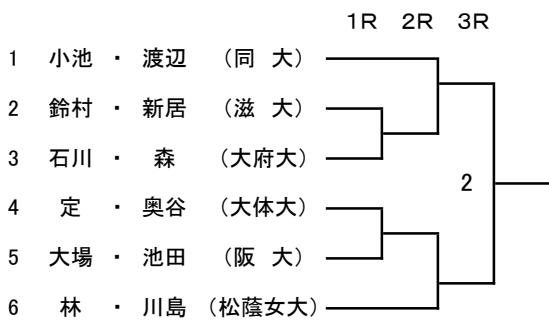 1R 2R 3R
1 小池 ・ 渡辺 (同 大)
2 鈴村 ・ 新居 (滋 大)
3 石川 ・ 森 (大府大)
2
4 定 ・ 奥谷 (大体大)
5 大場 ・ 池田 (阪 大)
6 林 ・ 川島 (松蔭女大)